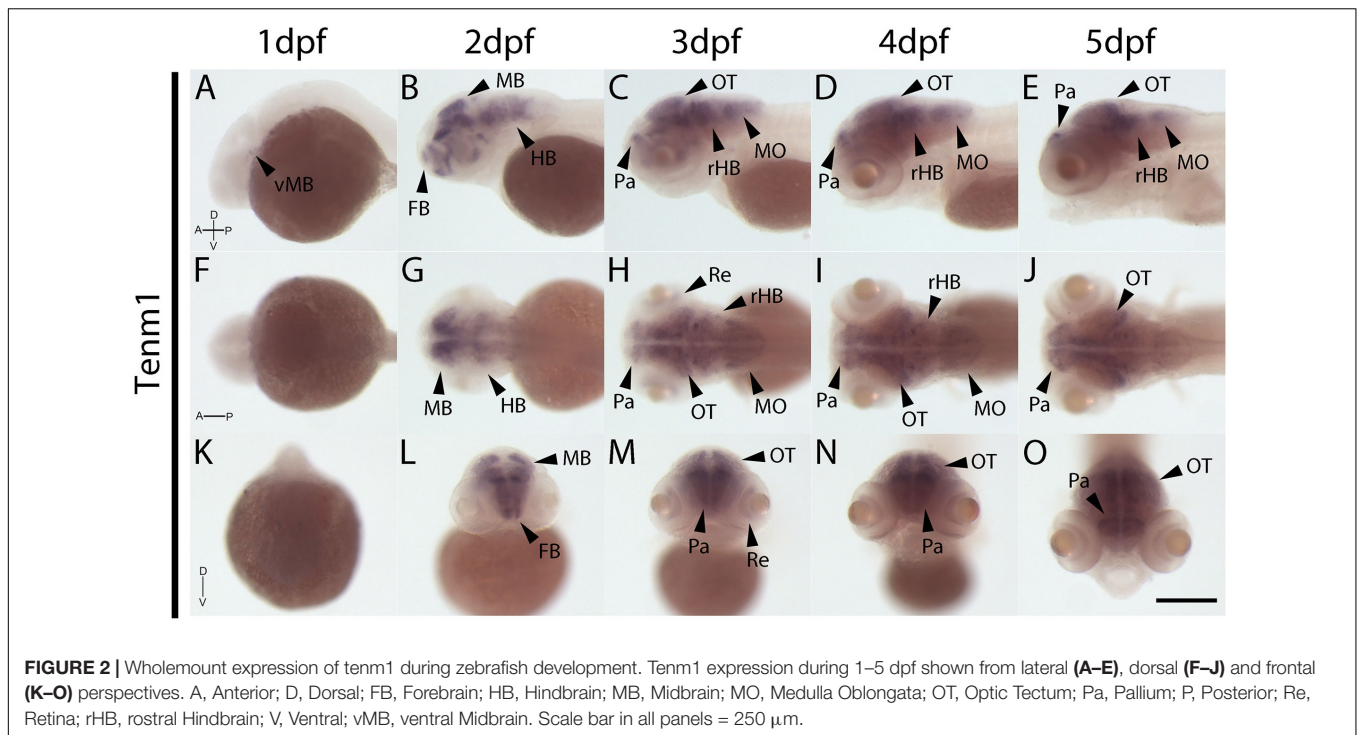 1dpf 2dpf 3dpf 4dpf 5dpf
Tenm1
A
vMB
D
A P
V
B
MB
HB
FB
C
OT
Pa
rHB
MO
D
OT
Pa
rHB
MO
E
Pa
OT
rHB
MO
F
A P
G
MB
HB
H
Re
rHB
Pa
OT
MO
I
rHB
Pa
OT
MO
J
OT
Pa
K
D
V
L
MB
FB
M
OT
Pa
Re
N
OT
Pa
O
Pa
OT
FIGURE 2 | Wholemount expression of tenm1 during zebrafish development. Tenm1 expression during 1–5 dpf shown from lateral (A–E), dorsal (F–J) and frontal
(K–O) perspectives. A, Anterior; D, Dorsal; FB, Forebrain; HB, Hindbrain; MB, Midbrain; MO, Medulla Oblongata; OT, Optic Tectum; Pa, Pallium; P, Posterior; Re,
Retina; rHB, rostral Hindbrain; V, Ventral; vMB, ventral Midbrain. Scale bar in all panels = 250 μm.